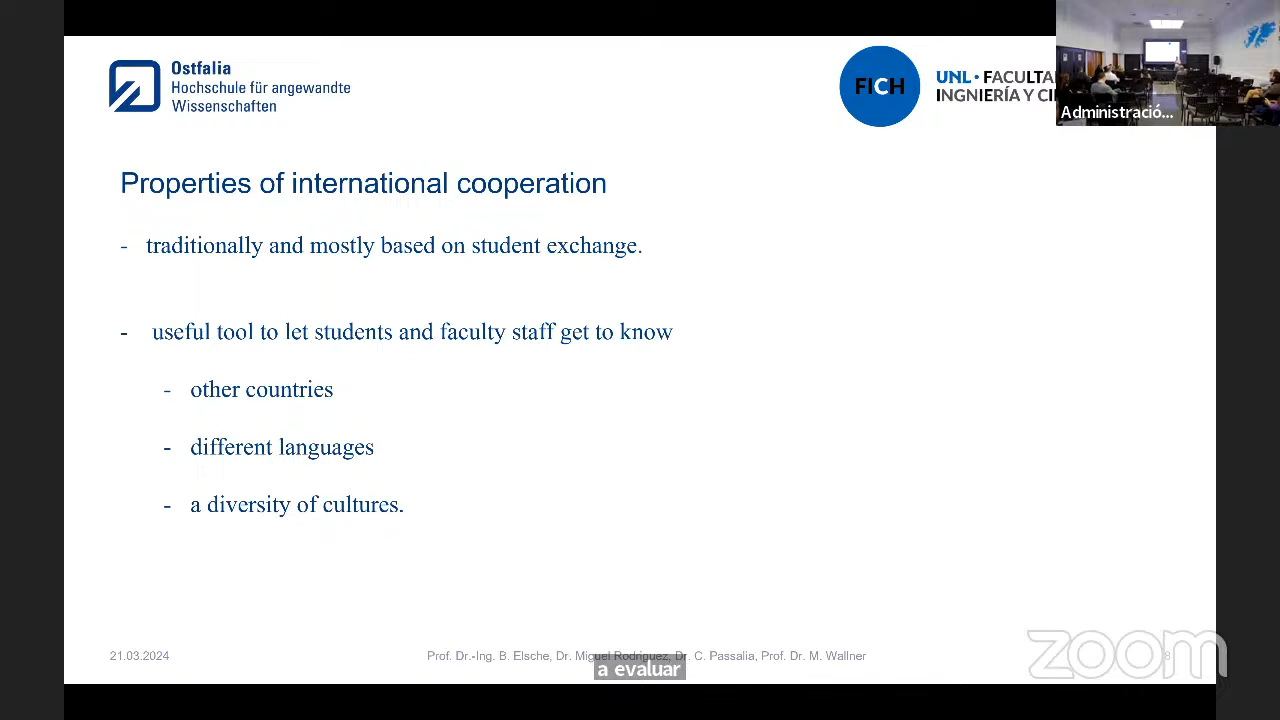 Ostfalia
Hochschule für angewandte
Wissenschaften
FICH
UNL • FACULTA
INGNIERÍA Y CI
Administració...
Properties of international cooperation
- traditionally and mostly based on student exchange.
- useful tool to let students and faculty staff get to know
- other countries
- different languages
- a diversity of cultures.
21.03.2024
Prof. Dr.-Ing. B. Elsche, Dr. Miguel Rodriguez, Dr. C. Passalia, Prof. Dr. M. Wallner
8
a evaluar
zoom